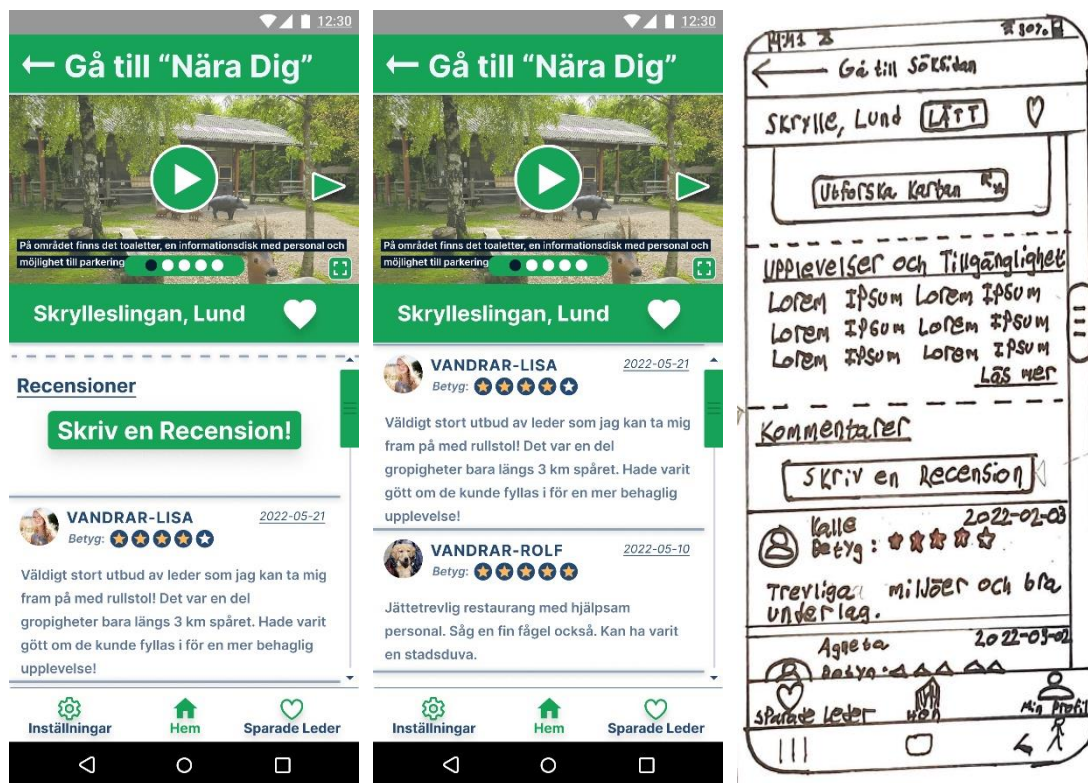 12:30
Gå till “Nära Dig”
På området finns det toaletter, en informationsdisk med personal och
möjlighet till parkering
Skrylleslingan, Lund
Recensioner
Skriv en Recension!
VANDRAR-LISA 2022-05-21
Betyg:
Väldigt stort utbud av leder som jag kan ta mig
fram på med rullstol! Det var en del
gropigheter bara längs 3 km spåret. Hade varit
gött om de kunde fyllas i för en mer behaglig
upplevelse!
Inställningar Hem Sparade Leder
12:30
Gå till “Nära Dig”
På området finns det toaletter, en informationsdisk med personal och
möjlighet till parkering
Skrylleslingan, Lund
VANDRAR-LISA 2022-05-21
Betyg:
Väldigt stort utbud av leder som jag kan ta mig
fram på med rullstol! Det var en del
gropigheter bara längs 3 km spåret. Hade varit
gött om de kunde fyllas i för en mer behaglig
upplevelse!
VANDRAR-ROLF 2022-05-10
Betyg:
Jättetrevlig restaurang med hjälpsam
personal. Såg en fin fågel också. Kan ha varit
en stadsduva.
Inställningar Hem Sparade Leder
80%
Gå till Söksidan
Skrylle, Lund LÄTT
Utforska Kartan
Upplevelser och Tillgänglighet
Lorem Ipsum Lorem Ipsum
Lorem Ipsum Lorem Ipsum
Lorem Ipsum Lorem Ipsum
Läs mer
Kommentarer
Skriv en Recension
Kalle 2022-02-03
Betyg:
Trevliga miljöer och bra
underlag.
Agneta 2022-03-02
Betyg:
Sparade Leder Hem Min Profil